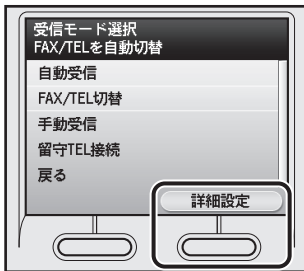 受信モード選択
FAX/TELを自動切替
自動受信
FAX/TEL切替
手動受信
留守TEL接続
戻る
詳細設定